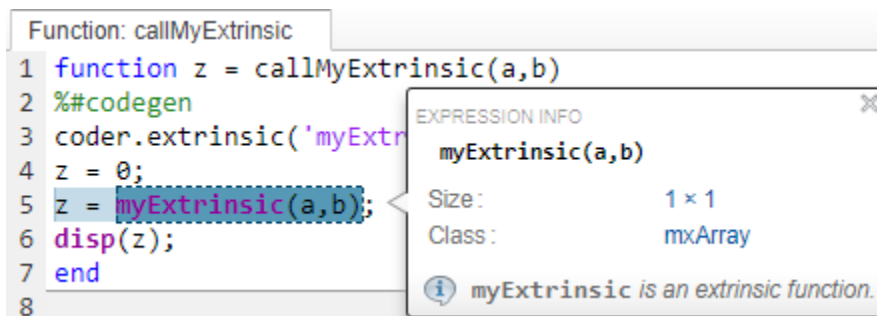 Function: callMyExtrinsic
1 function z = callMyExtrinsic(a,b)
2 %#codegen
3 coder.extrinsic('myExtr
4 z = 0;
5 z = myExtrinsic(a,b);
6 disp(z);
7 end
8
EXPRESSION INFO
myExtrinsic(a,b)
Size: 1 × 1
Class: mxArray
myExtrinsic is an extrinsic function.